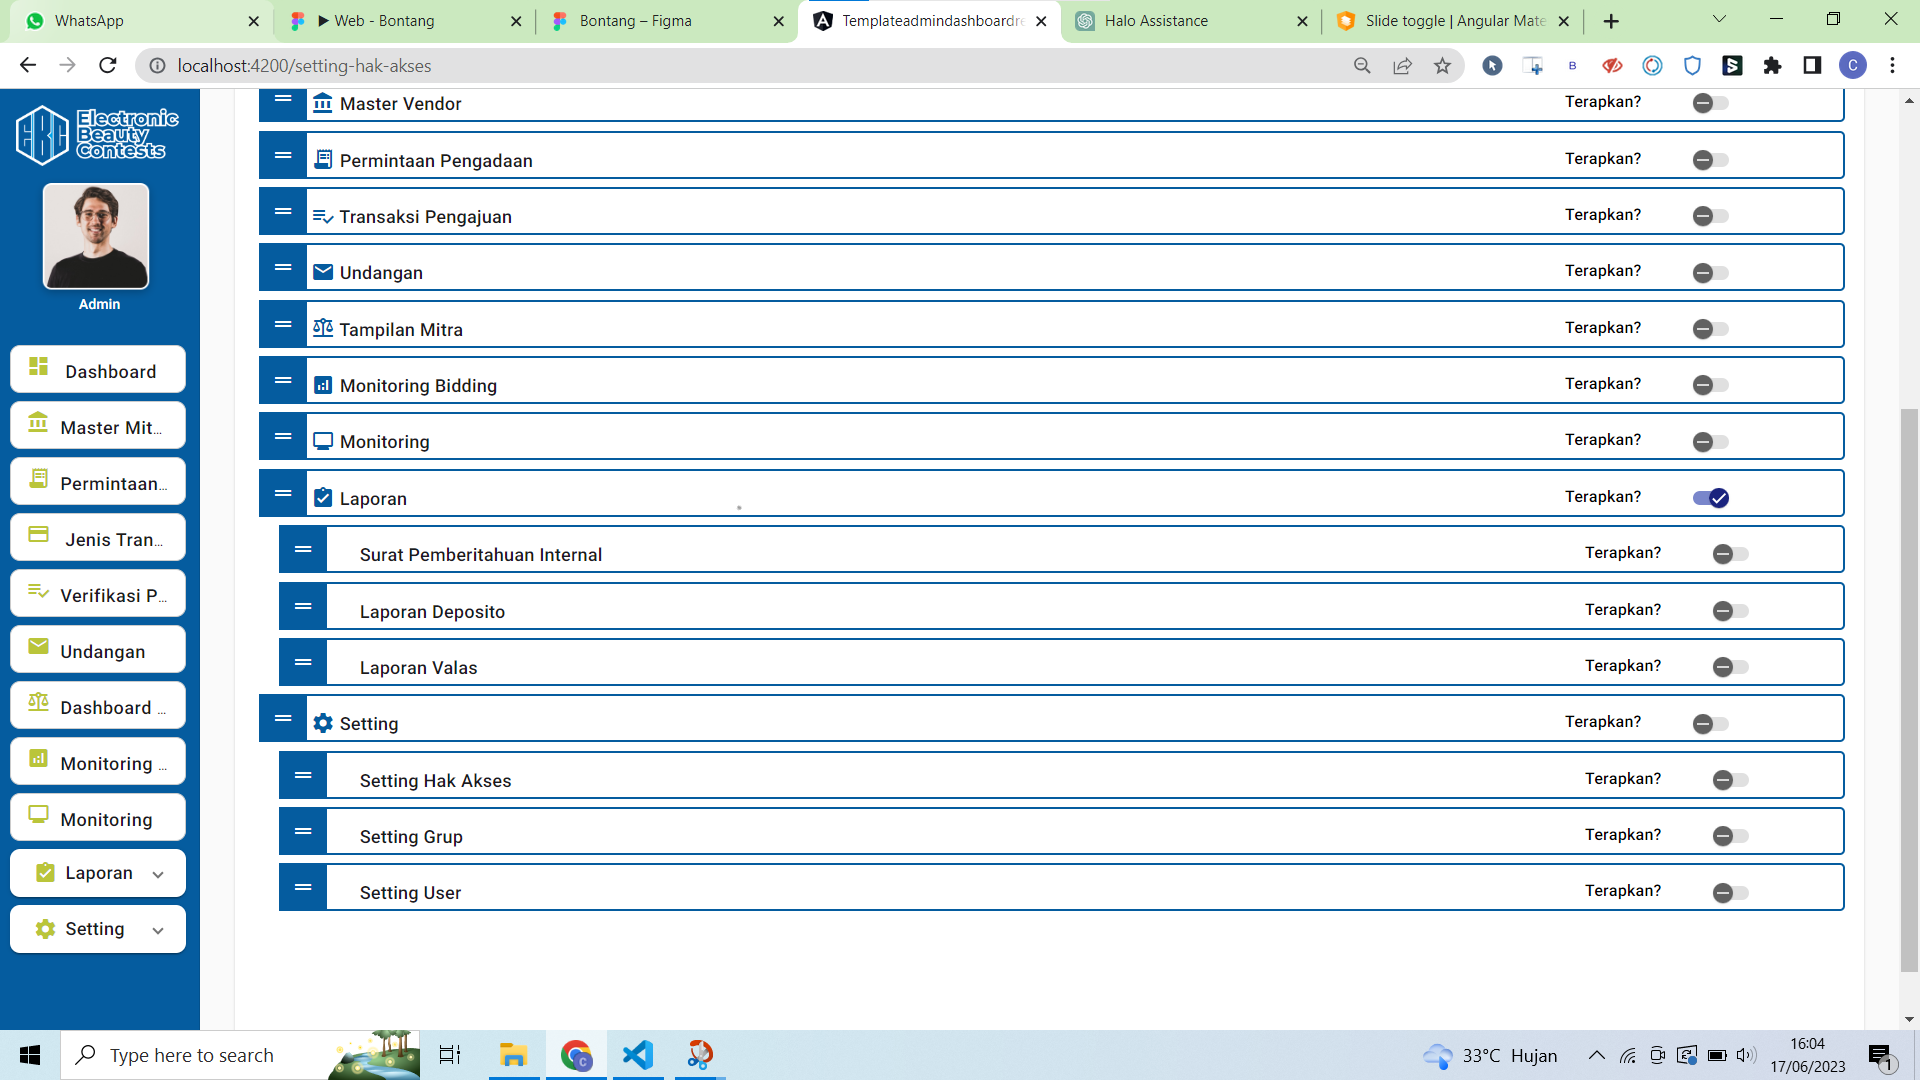 WhatsApp
▶ Web - Bontang
Bontang – Figma
Templateadmindashboardre
Halo Assistance
Slide toggle | Angular Mate
localhost:4200/setting-hak-akses
B
C
EBC Electronic
Beauty
Contests
Admin
Dashboard
Master Mit...
Permintaan...
Jenis Tran...
Verifikasi P...
Undangan
Dashboard ...
Monitoring ...
Monitoring
Laporan
Setting
Master Vendor Terapkan?
Permintaan Pengadaan Terapkan?
Transaksi Pengajuan Terapkan?
Undangan Terapkan?
Tampilan Mitra Terapkan?
Monitoring Bidding Terapkan?
Monitoring Terapkan?
Laporan Terapkan?
Surat Pemberitahuan Internal Terapkan?
Laporan Deposito Terapkan?
Laporan Valas Terapkan?
Setting Terapkan?
Setting Hak Akses Terapkan?
Setting Grup Terapkan?
Setting User Terapkan?
Type here to search
C
33°C Hujan
16:04
17/06/2023
1